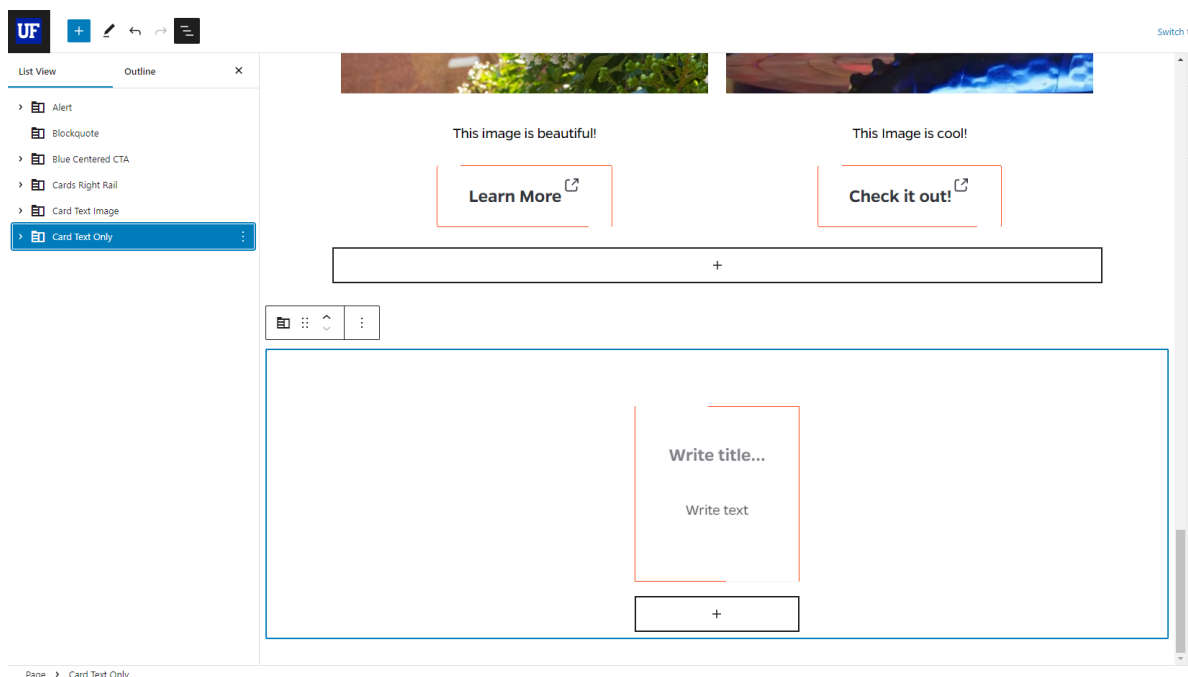 UF
Switch
List View
Outline
Alert
Blockquote
Blue Centered CTA
Cards Right Rail
Card Text Image
Card Text Only
This image is beautiful!
This Image is cool!
Learn More
Check it out!
Write title...
Write text
Page > Card Text Only